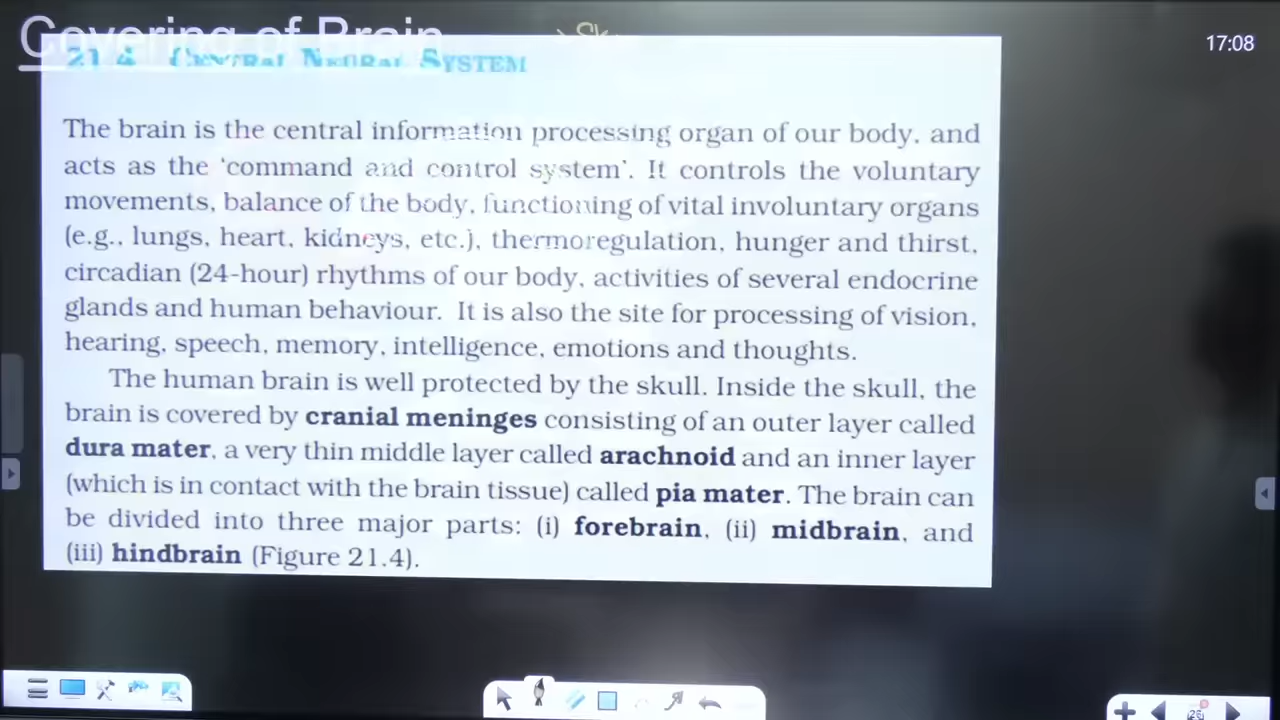 Covering of Brain
Sk
17:08
21.4 CENTRAL NEURAL SYSTEM
The brain is the central information processing organ of our body, and
acts as the 'command and control system'. It controls the voluntary
movements, balance of the body, functioning of vital involuntary organs
(e.g., lungs, heart, kidneys, etc.), thermoregulation, hunger and thirst,
circadian (24-hour) rhythms of our body, activities of several endocrine
glands and human behaviour. It is also the site for processing of vision,
hearing, speech, memory, intelligence, emotions and thoughts.
The human brain is well protected by the skull. Inside the skull, the
brain is covered by cranial meninges consisting of an outer layer called
dura mater, a very thin middle layer called arachnoid and an inner layer
(which is in contact with the brain tissue) called pia mater. The brain can
be divided into three major parts: (i) forebrain, (ii) midbrain, and
(iii) hindbrain (Figure 21.4).